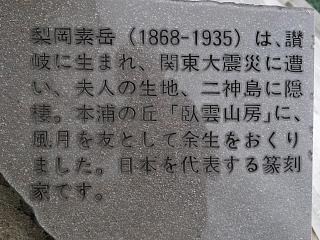 梨岡素岳(1868-1935)は、讃
岐に生まれ、関東大震災に遭
い、夫人の生地、二神島に隠
棲。本浦の丘「臥雲山房」に、
風月を友として余生をおくり
ました。日本を代表する篆刻
家です。